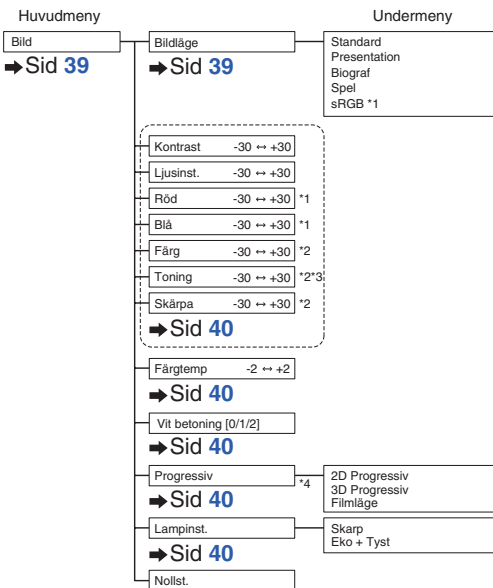 Huvudmeny
Undermeny
Bild
➡Sid 39
Bildläge
➡Sid 39
Standard
Presentation
Biograf
Spel
sRGB *1
Kontrast -30 ↔ +30
Ljusinst. -30 ↔ +30
Röd -30 ↔ +30 *1
Blå -30 ↔ +30 *1
Färg -30 ↔ +30 *2
Toning -30 ↔ +30 *2*3
Skärpa -30 ↔ +30 *2
➡Sid 40
Färgtemp -2 ↔ +2
➡Sid 40
Vit betoning [0/1/2]
➡Sid 40
Progressiv *4
➡Sid 40
2D Progressiv
3D Progressiv
Filmläge
Lampinst.
➡Sid 40
Skarp
Eko + Tyst
Nollst.